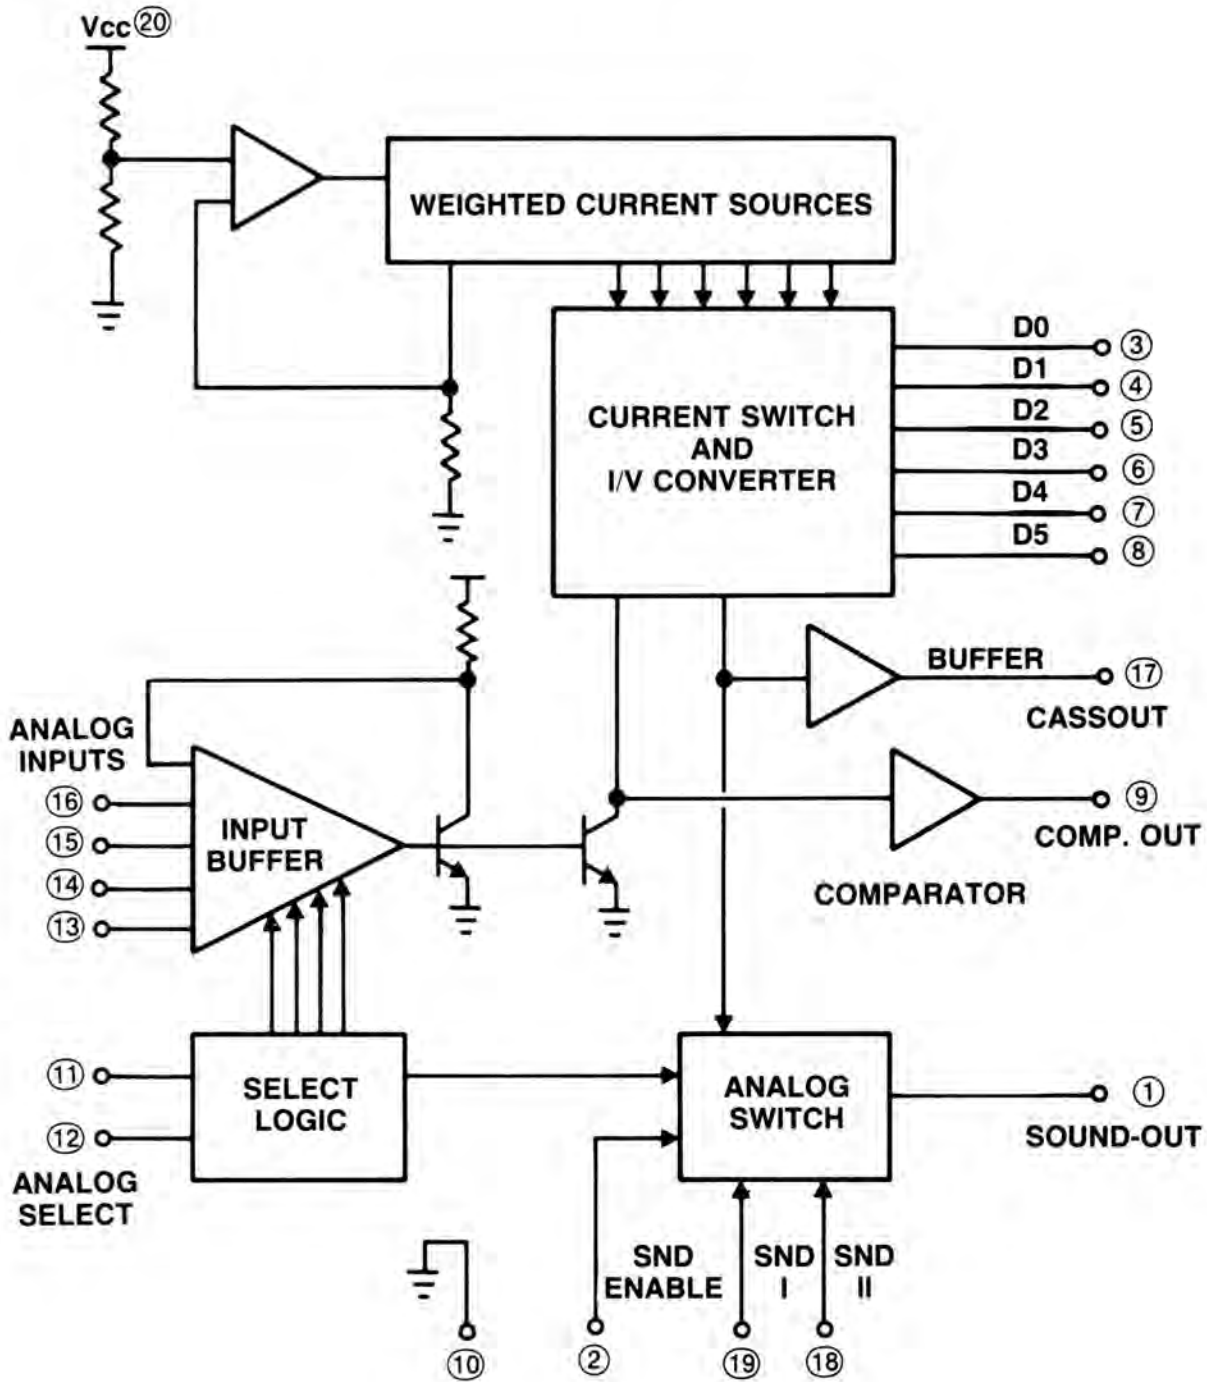 Vcc 20
WEIGHTED CURRENT SOURCES
D0 3
D1 4
D2 5
D3 6
D4 7
D5 8
CURRENT SWITCH
AND
I/V CONVERTER
BUFFER 17
CASSOUT
ANALOG
INPUTS
16
15
14
13
INPUT
BUFFER
9
COMP. OUT
COMPARATOR
11
12
ANALOG
SELECT
SELECT
LOGIC
ANALOG
SWITCH
1
SOUND-OUT
SND
ENABLE
SND
I
SND
II
10
2
19
18